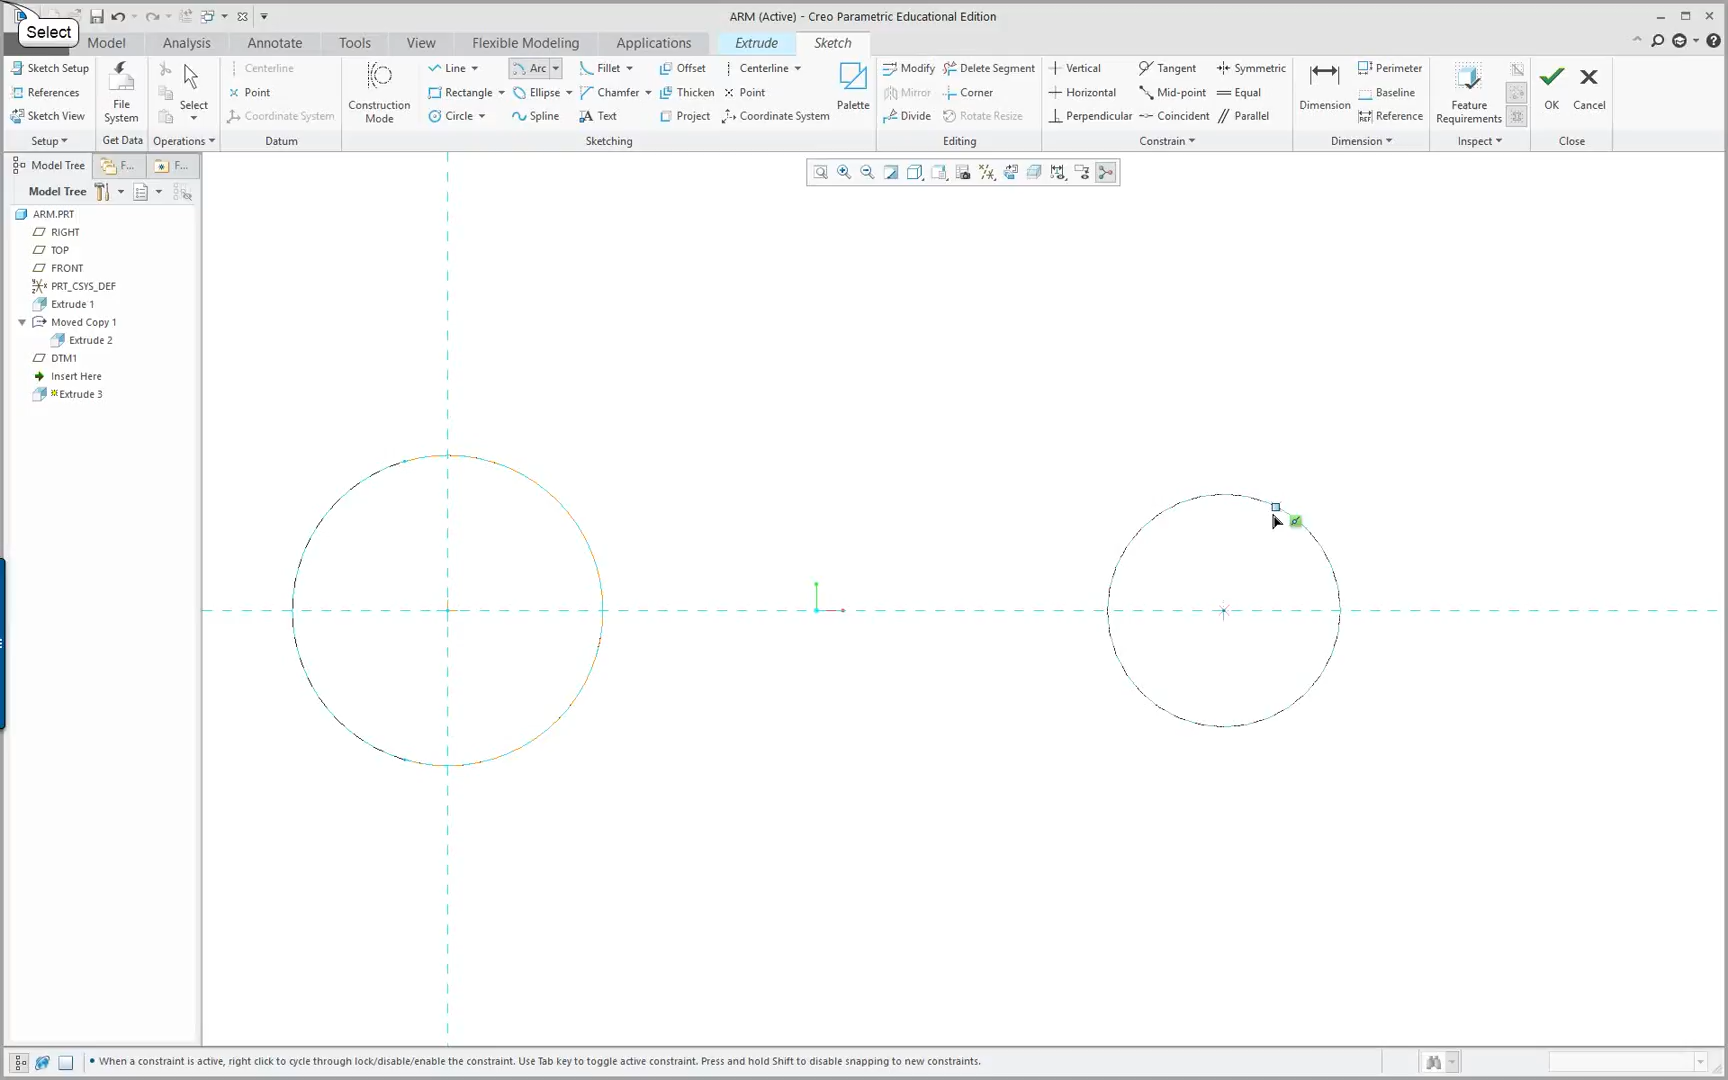 ARM (Active) - Creo Parametric Educational Edition
Select
Model Analysis Annotate Tools View Flexible Modeling Applications Extrude Sketch
Sketch Setup
References
Sketch View
Setup
File System
Get Data
Select
Operations
Centerline
Point
Coordinate System
Datum
Construction Mode
Line Arc Fillet Offset Centerline
Rectangle Ellipse Chamfer Thicken Point
Circle Spline Text Project Coordinate System
Palette
Sketching
Modify Delete Segment
Mirror Corner
Divide Rotate Resize
Editing
Vertical Tangent Symmetric
Horizontal Mid-point Equal
Perpendicular Coincident Parallel
Constrain
Dimension
Perimeter
Baseline
REF Reference
Dimension
Feature Requirements
Inspect
OK Cancel
Close
Model Tree F... F...
Model Tree
ARM.PRT
RIGHT
TOP
FRONT
PRT_CSYS_DEF
Extrude 1
Moved Copy 1
Extrude 2
DTM1
Insert Here
Extrude 3
• When a constraint is active, right click to cycle through lock/disable/enable the constraint. Use Tab key to toggle active constraint. Press and hold Shift to disable snapping to new constraints.